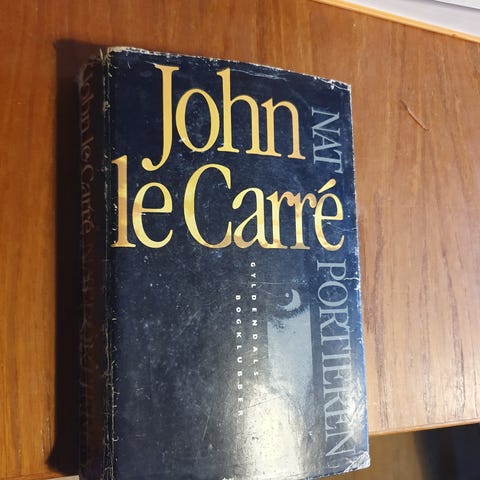 John
le Carré
NAT
PORTIEREN
GYLDENDALS
BOGKLUBBER
John le Carré